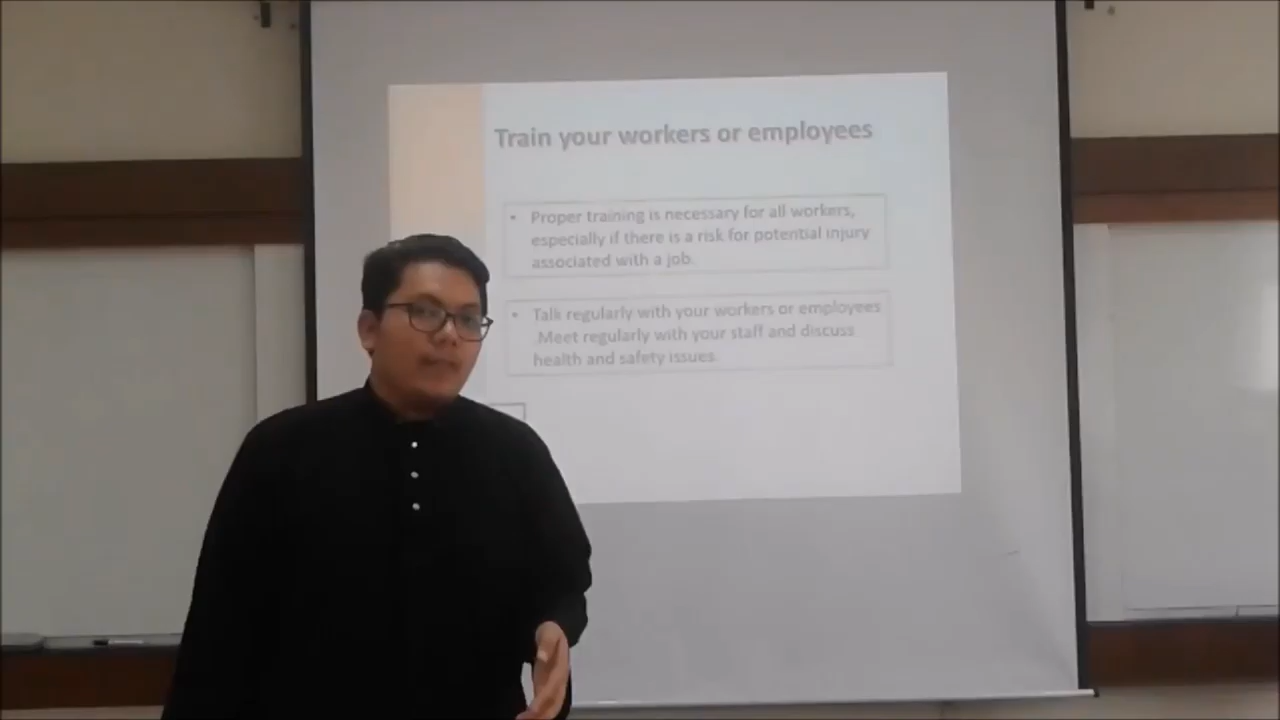 Train your workers or employees
• Proper training is necessary for all workers,
especially if there is a risk for potential injury
associated with a job.
• Talk regularly with your workers or employees
.Meet regularly with your staff and discuss
health and safety issues.